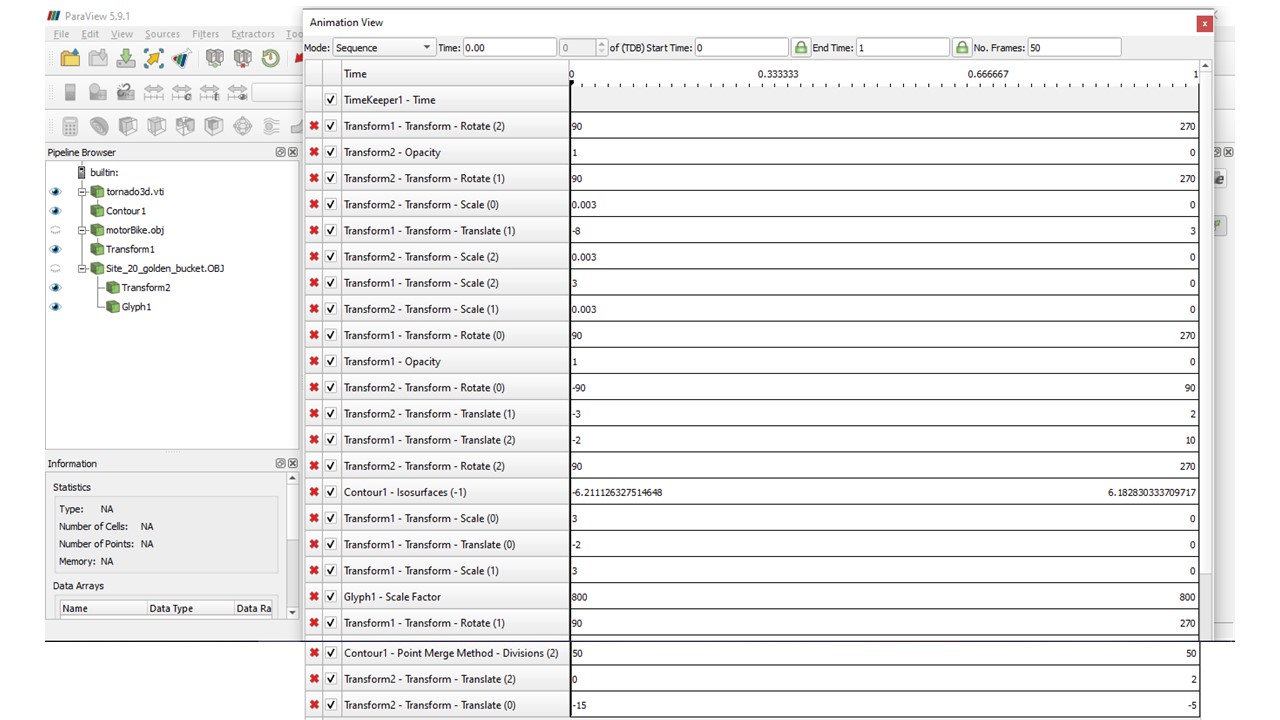 ParaView 5.9.1
File Edit View Sources Filters Extractors Too
Pipeline Browser
builtin:
tornado3d.vti
Contour1
motorBike.obj
Transform1
Site_20_golden_bucket.OBJ
Transform2
Glyph1
Information
Statistics
Type: NA
Number of Cells: NA
Number of Points: NA
Memory: NA
Data Arrays
Name Data Type Data Ra
Animation View
Mode: Sequence Time: 0.00 0 of (TDB) Start Time: 0 End Time: 1 No. Frames: 50
Time 0 0.333333 0.666667 1
TimeKeeper1 - Time
Transform1 - Transform - Rotate (2) 90 270
Transform2 - Opacity 1 0
Transform2 - Transform - Rotate (1) 90 270
Transform2 - Transform - Scale (0) 0.003 0
Transform1 - Transform - Translate (1) -8 3
Transform2 - Transform - Scale (2) 0.003 0
Transform1 - Transform - Scale (2) 3 0
Transform2 - Transform - Scale (1) 0.003 0
Transform1 - Transform - Rotate (0) 90 270
Transform1 - Opacity 1 0
Transform2 - Transform - Rotate (0) -90 90
Transform2 - Transform - Translate (1) -3 2
Transform1 - Transform - Translate (2) -2 10
Transform2 - Transform - Rotate (2) 90 270
Contour1 - Isosurfaces (-1) -6.211126327514648 6.182830333709717
Transform1 - Transform - Scale (0) 3 0
Transform1 - Transform - Translate (0) -2 0
Transform1 - Transform - Scale (1) 3 0
Glyph1 - Scale Factor 800 800
Transform1 - Transform - Rotate (1) 90 270
Contour1 - Point Merge Method - Divisions (2) 50 50
Transform2 - Transform - Translate (2) 0 2
Transform2 - Transform - Translate (0) -15 -5